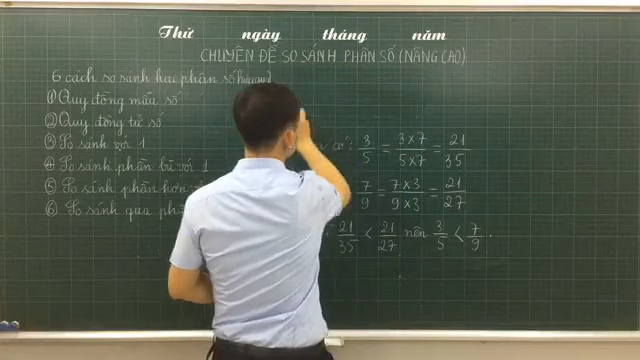 Thứ ngày tháng năm
CHUYÊN ĐỀ SO SÁNH PHÂN SỐ (NÂNG CAO)
6 cách so sánh hai phân số
① Quy đồng mẫu số
② Quy đồng tử số
③ So sánh với 1
④ So sánh phần bù với 1
⑤ So sánh phần hơn
⑥ So sánh qua
có: 3/5 = 3×7/5×7 = 21/35
7/9 = 7×3/9×3 = 21/27
21/35 < 21/27 nên 3/5 < 7/9.